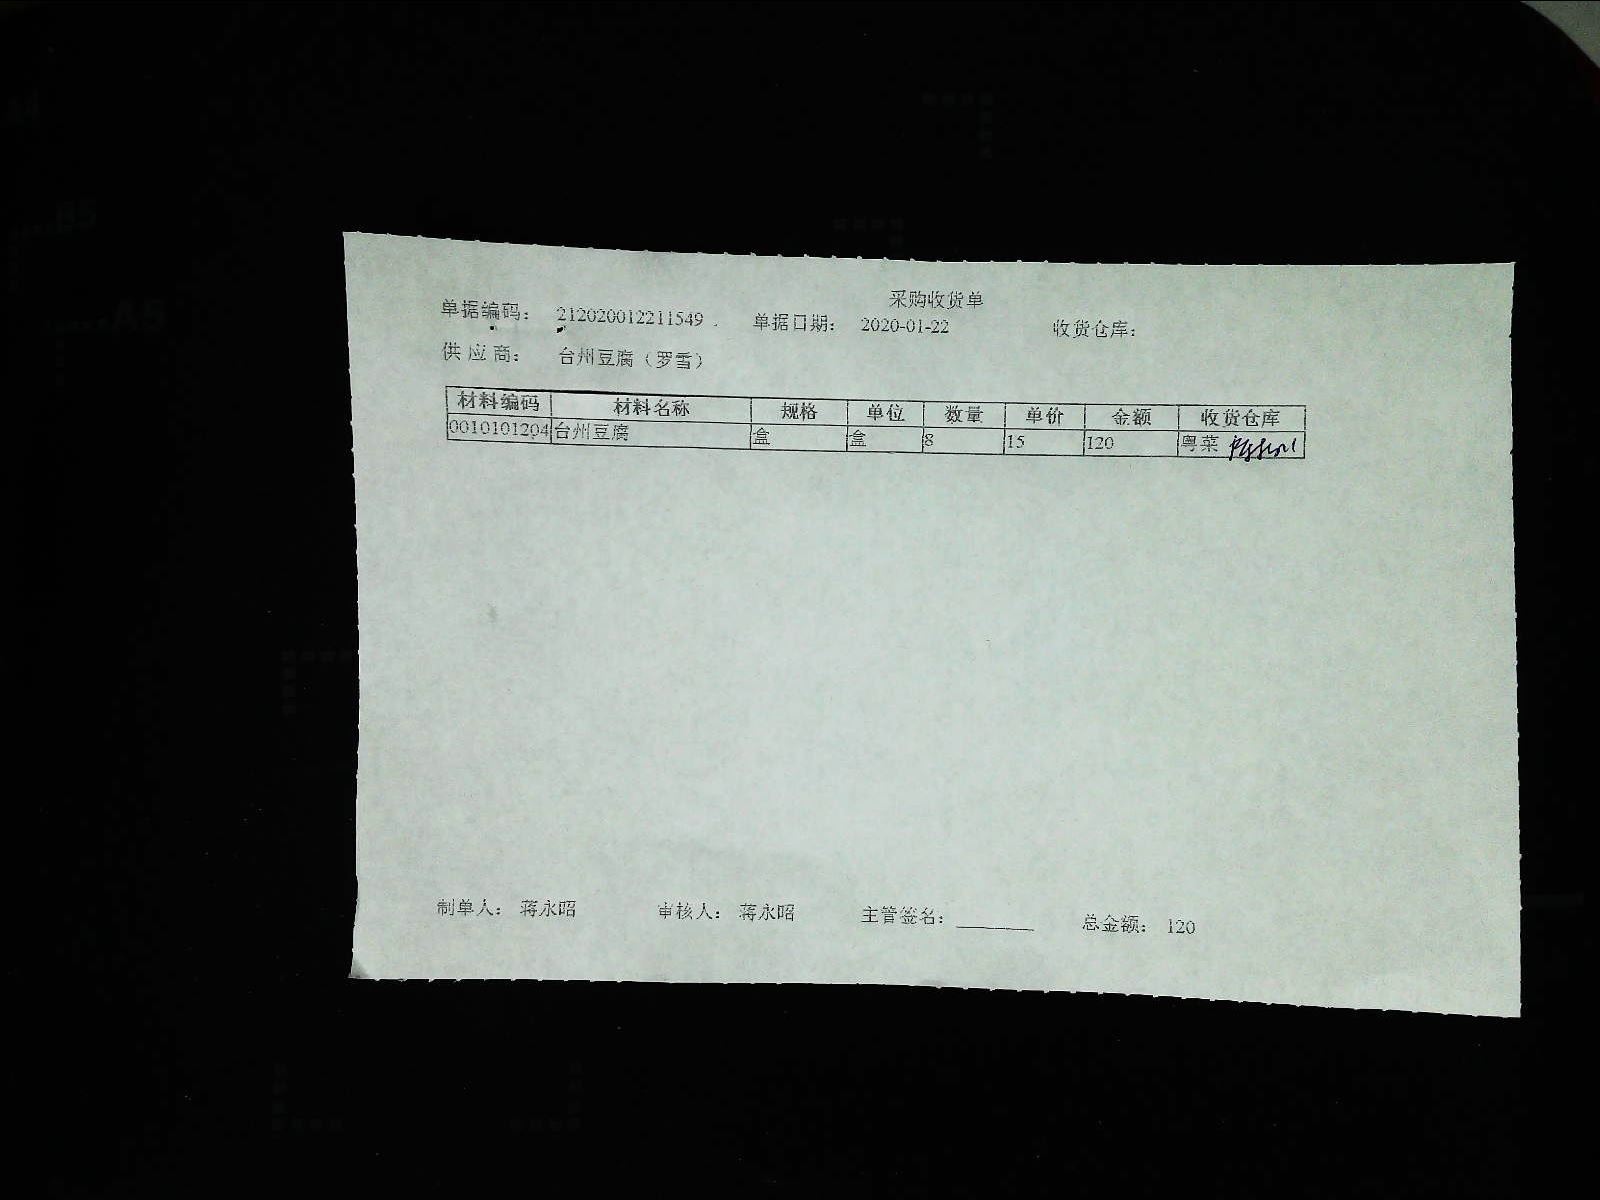 采购收货单
单据编码： 212020012211549 单据日期： 2020-01-22 收货仓库：
供 应 商： 台州豆腐（罗雪）
材料编码 材料名称 规格 单位 数量 单价 金额 收货仓库
0010101204 台州豆腐 盒 盒 8 15 120 粤菜
制单人： 蒋永昭 审核人： 蒋永昭 主管签名： 总金额： 120